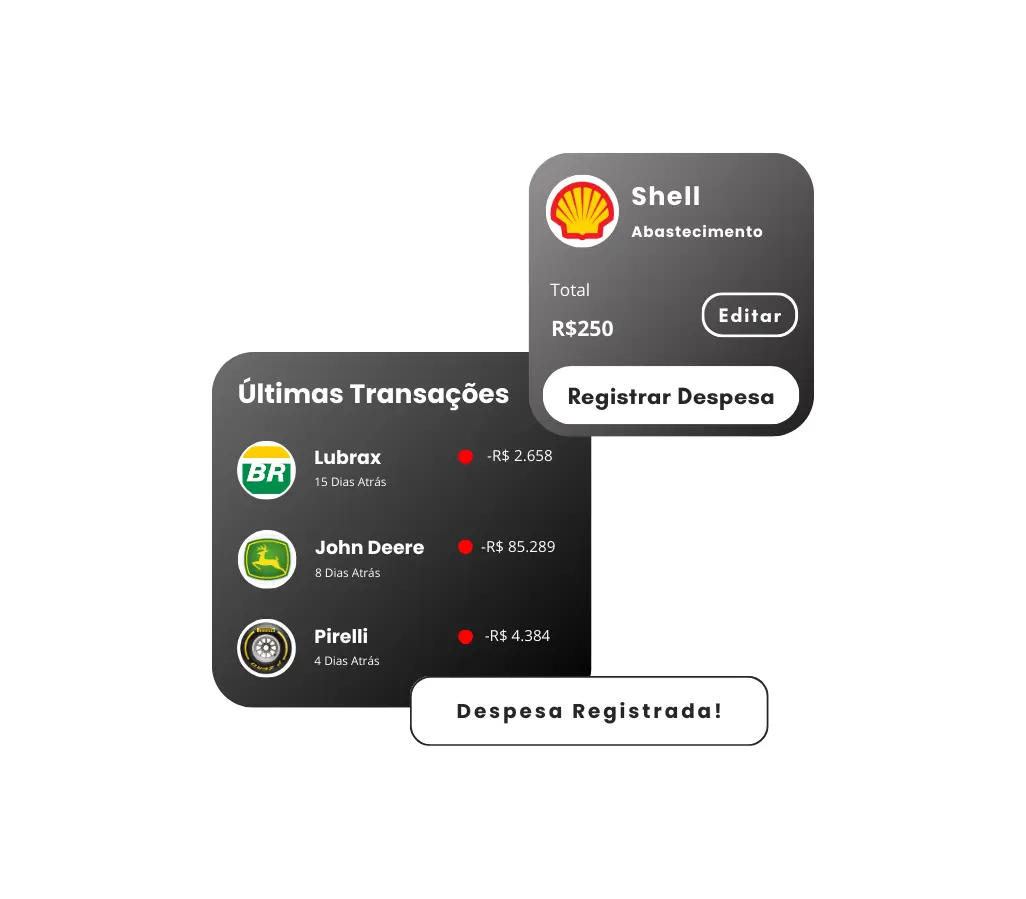 Shell
Abastecimento
Total
R$250
Editar
Registrar Despesa
Últimas Transações
BR
Lubrax
15 Dias Atrás
-R$ 2.658
John Deere
8 Dias Atrás
-R$ 85.289
Pirelli
4 Dias Atrás
-R$ 4.384
Despesa Registrada!